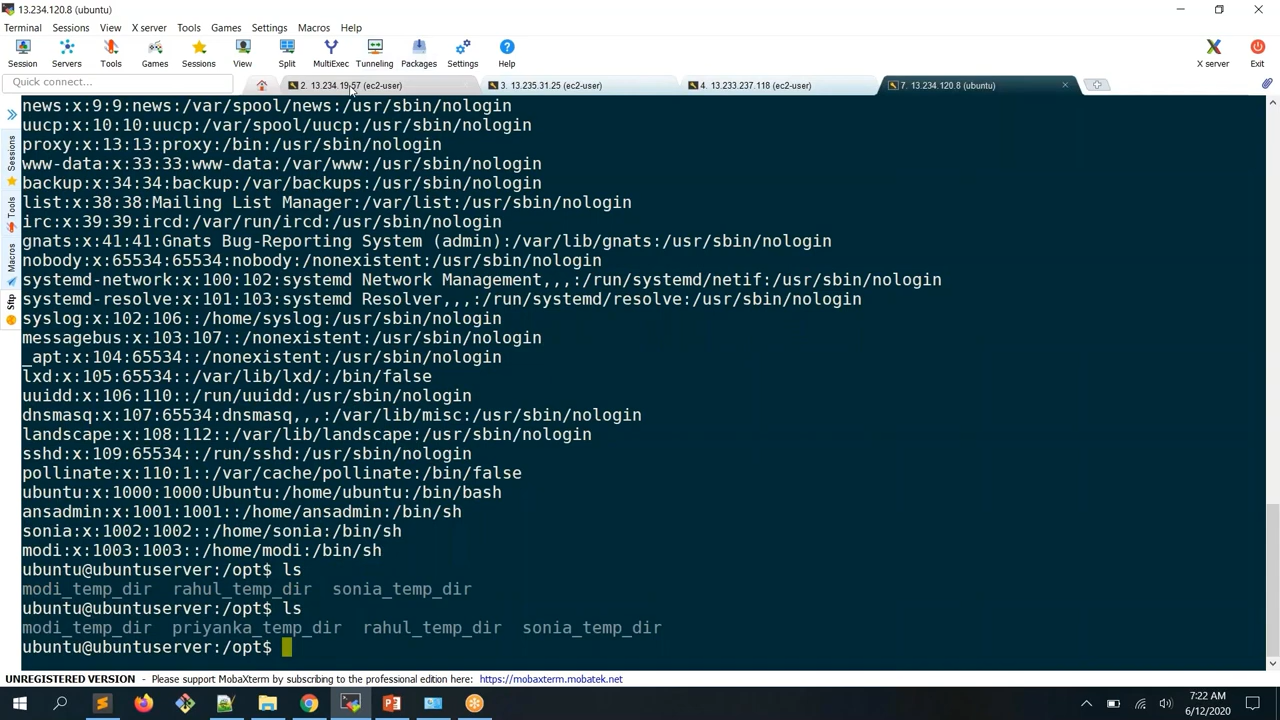 13.234.120.8 (ubuntu)
Terminal Sessions View X server Tools Games Settings Macros Help
Session Servers Tools Games Sessions View Split MultiExec Tunneling Packages Settings Help X server Exit
Quick connect... 2. 13.234.19.57 (ec2-user) 3. 13.235.31.25 (ec2-user) 4. 13.233.237.118 (ec2-user) 7. 13.234.120.8 (ubuntu)
Sessions
Tools
Macros
Sftp
news:x:9:9:news:/var/spool/news:/usr/sbin/nologin
uucp:x:10:10:uucp:/var/spool/uucp:/usr/sbin/nologin
proxy:x:13:13:proxy:/bin:/usr/sbin/nologin
www-data:x:33:33:www-data:/var/www:/usr/sbin/nologin
backup:x:34:34:backup:/var/backups:/usr/sbin/nologin
list:x:38:38:Mailing List Manager:/var/list:/usr/sbin/nologin
irc:x:39:39:ircd:/var/run/ircd:/usr/sbin/nologin
gnats:x:41:41:Gnats Bug-Reporting System (admin):/var/lib/gnats:/usr/sbin/nologin
nobody:x:65534:65534:nobody:/nonexistent:/usr/sbin/nologin
systemd-network:x:100:102:systemd Network Management,,,:/run/systemd/netif:/usr/sbin/nologin
systemd-resolve:x:101:103:systemd Resolver,,,:/run/systemd/resolve:/usr/sbin/nologin
syslog:x:102:106::/home/syslog:/usr/sbin/nologin
messagebus:x:103:107::/nonexistent:/usr/sbin/nologin
_apt:x:104:65534::/nonexistent:/usr/sbin/nologin
lxd:x:105:65534::/var/lib/lxd/:/bin/false
uuidd:x:106:110::/run/uuidd:/usr/sbin/nologin
dnsmasq:x:107:65534:dnsmasq,,,:/var/lib/misc:/usr/sbin/nologin
landscape:x:108:112::/var/lib/landscape:/usr/sbin/nologin
sshd:x:109:65534::/run/sshd:/usr/sbin/nologin
pollinate:x:110:1::/var/cache/pollinate:/bin/false
ubuntu:x:1000:1000:Ubuntu:/home/ubuntu:/bin/bash
ansadmin:x:1001:1001::/home/ansadmin:/bin/sh
sonia:x:1002:1002::/home/sonia:/bin/sh
modi:x:1003:1003::/home/modi:/bin/sh
ubuntu@ubuntuserver:/opt$ ls
modi_temp_dir rahul_temp_dir sonia_temp_dir
ubuntu@ubuntuserver:/opt$ ls
modi_temp_dir priyanka_temp_dir rahul_temp_dir sonia_temp_dir
ubuntu@ubuntuserver:/opt$
UNREGISTERED VERSION - Please support MobaXterm by subscribing to the professional edition here: https://mobaxterm.mobatek.net
7:22 AM
6/12/2020